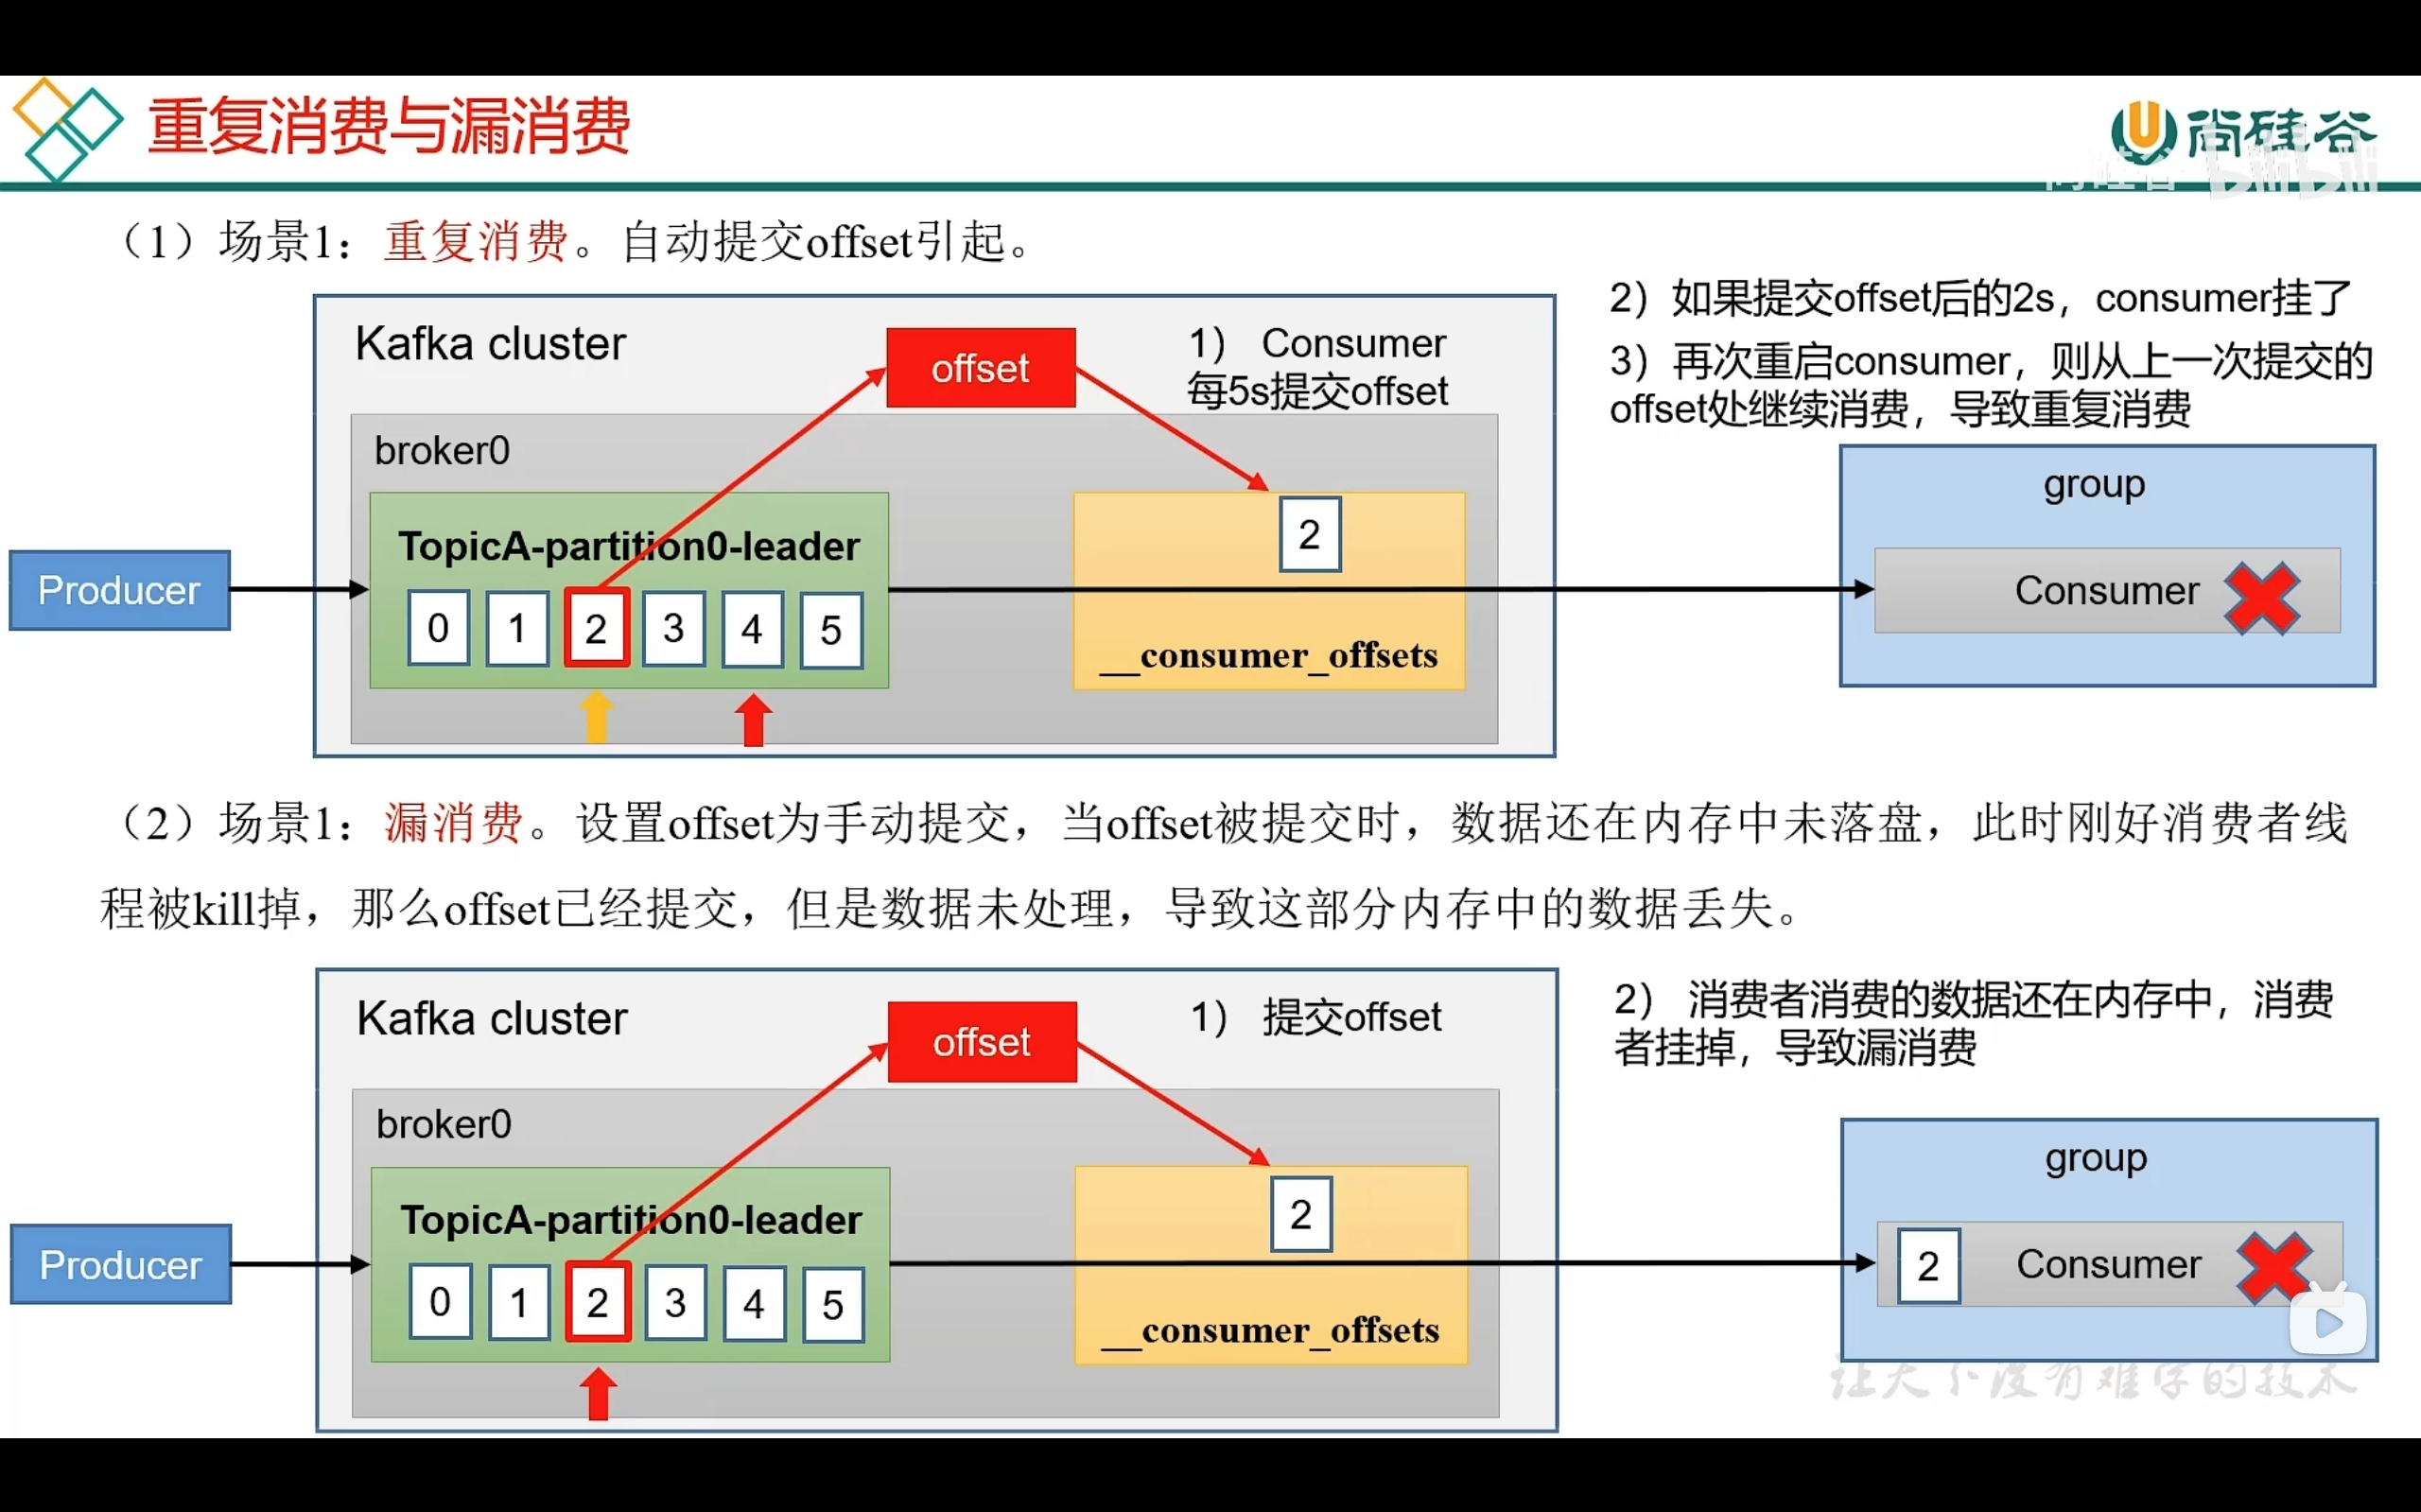 重复消费与漏消费
尚硅谷
bilibili
（1）场景1：重复消费。自动提交offset引起。
Kafka cluster
offset
1） Consumer
每5s提交offset
2）如果提交offset后的2s，consumer挂了
3）再次重启consumer，则从上一次提交的
offset处继续消费，导致重复消费
broker0
TopicA-partition0-leader
0 1 2 3 4 5
2
__consumer_offsets
Producer
group
Consumer
（2）场景1：漏消费。设置offset为手动提交，当offset被提交时，数据还在内存中未落盘，此时刚好消费者线
程被kill掉，那么offset已经提交，但是数据未处理，导致这部分内存中的数据丢失。
Kafka cluster
offset
1） 提交offset
2） 消费者消费的数据还在内存中，消费
者挂掉，导致漏消费
broker0
TopicA-partition0-leader
0 1 2 3 4 5
2
__consumer_offsets
Producer
group
2 Consumer
让天下没有难学的技术